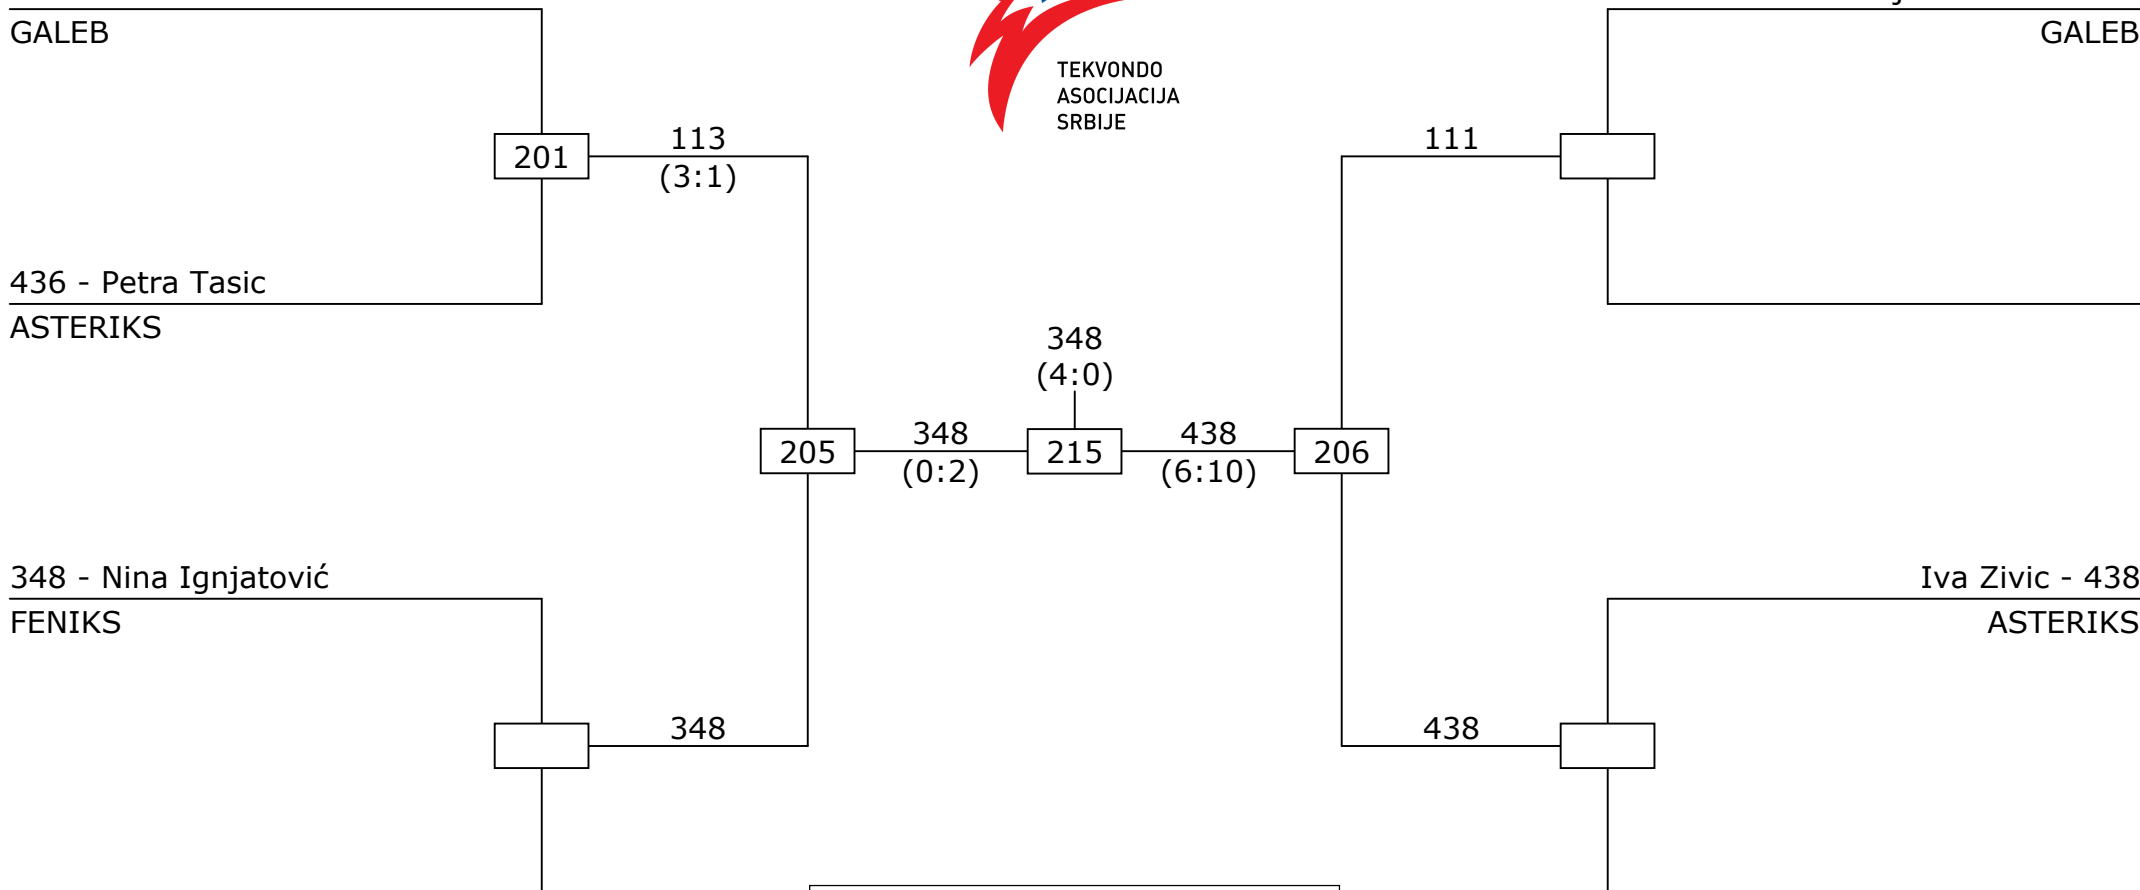 GALEB
GALEB
TEKVONDO
ASOCIJACIJA
SRBIJE
201
113
(3:1)
111
436 - Petra Tasic
ASTERIKS
348
(4:0)
205
348
(0:2)
215
438
(6:10)
206
348 - Nina Ignjatović
FENIKS
Iva Zivic - 438
ASTERIKS
348
438